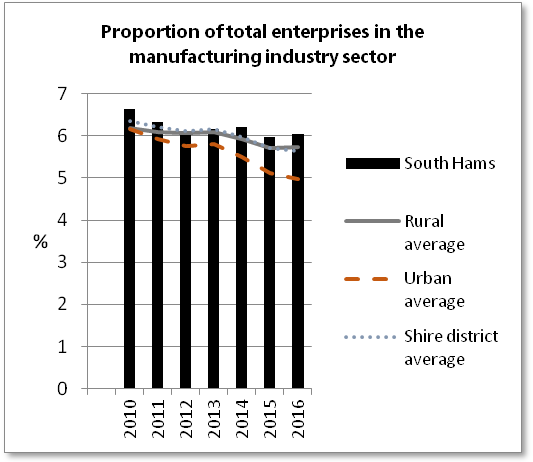 Proportion of total enterprises in the
manufacturing industry sector
7
6
5
4
3
2
1
0
%
2010
2011
2012
2013
2014
2015
2016
South Hams
Rural
average
Urban
average
Shire district
average